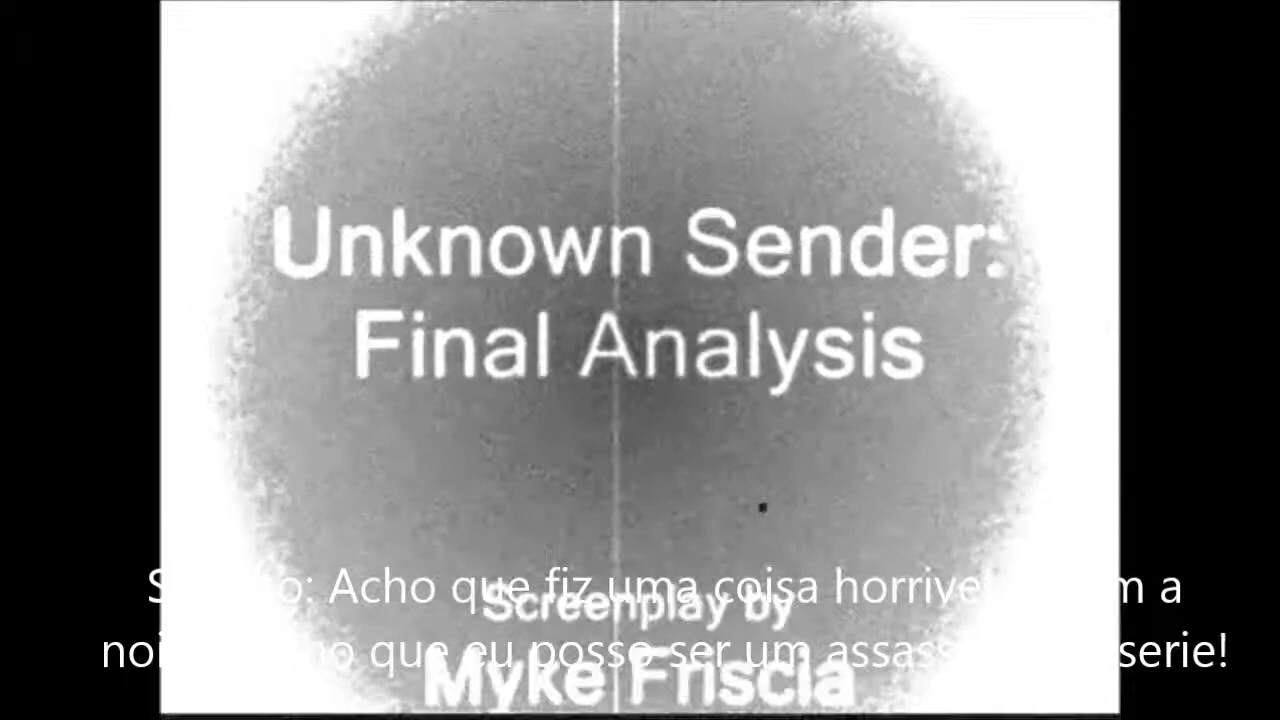 Unknown Sender:
Final Analysis
Screenplay by
Myke Friscia
Acho que fiz uma coisa a
que eu posso ser um serie!